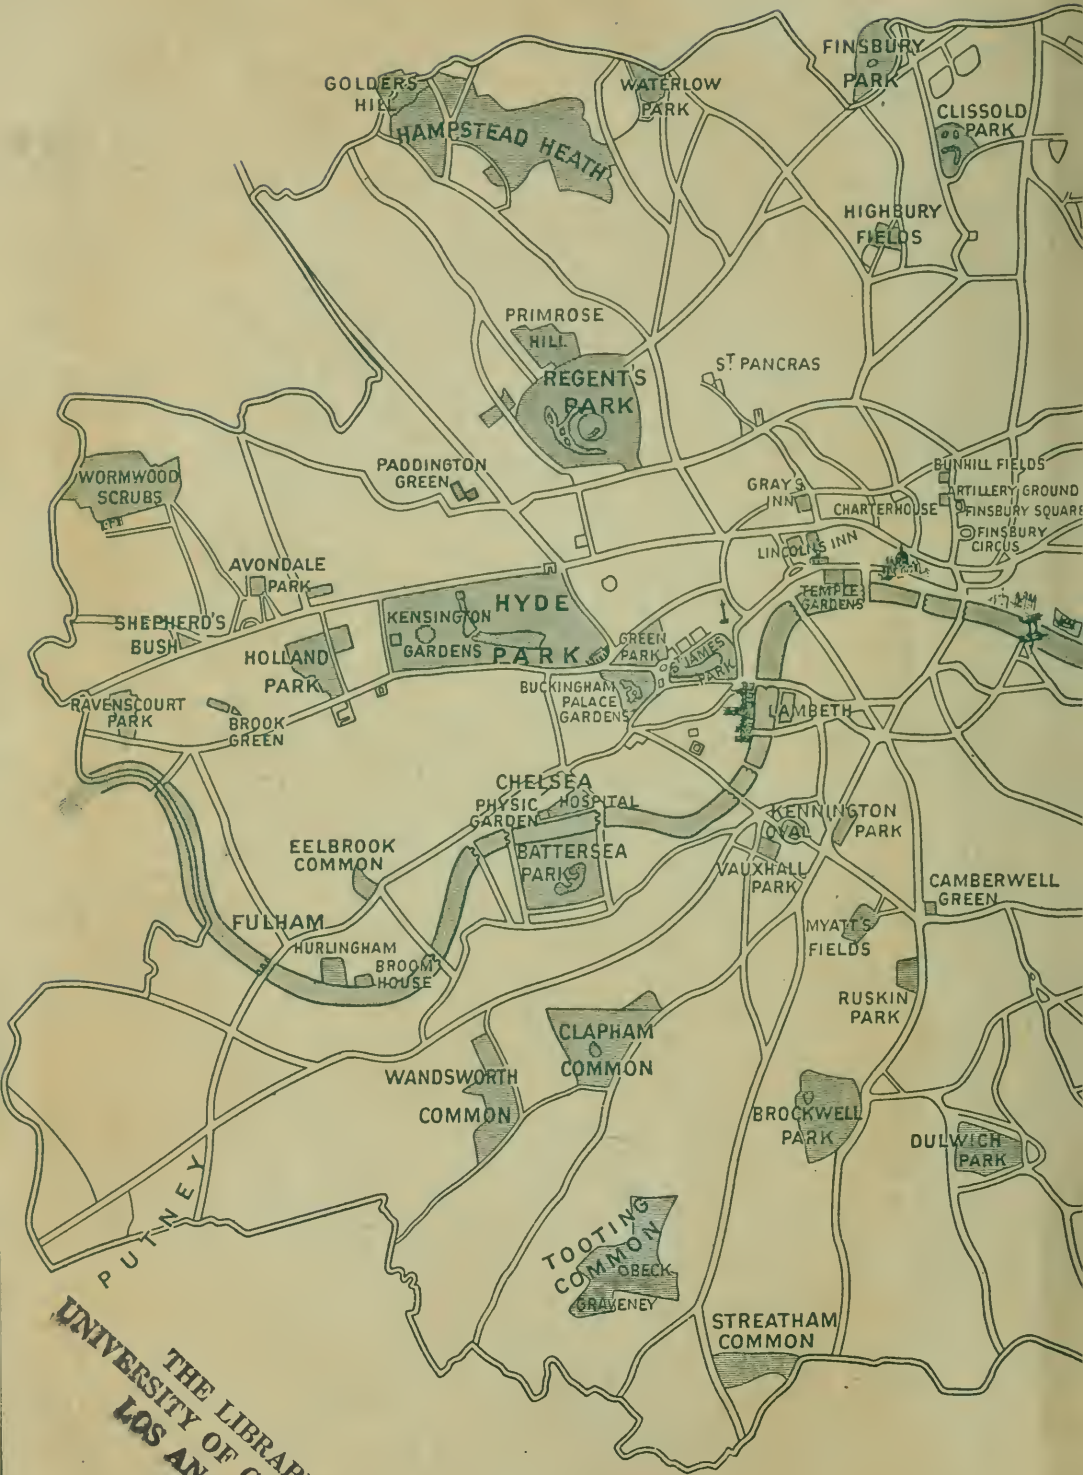 FINSBURY
PARK
GOLDERS
HILL
WATERLOW
PARK
CLISSOLD
PARK
HAMPSTEAD HEATH
HIGHBURY
FIELDS
PRIMROSE
HILL
ST PANCRAS
REGENT'S
PARK
PADDINGTON
GREEN
WORMWOOD
SCRUBS
BUNHILL FIELDS
GRAY'S
INN
ARTILLERY GROUND
CHARTERHOUSE
FINSBURY SQUARE
FINSBURY
CIRCUS
LINCOLNS INN
AVONDALE
PARK
TEMPLE
GARDENS
HYDE
PARK
KENSINGTON
GARDENS
SHEPHERD'S
BUSH
GREEN
PARK
ST JAMES
PARK
HOLLAND
PARK
BUCKINGHAM
PALACE
GARDENS
RAVENSCOURT
PARK
BROOK
GREEN
LAMBETH
CHELSEA
PHYSIC
GARDEN
HOSPITAL
KENNINGTON
OVAL
PARK
EELBROOK
COMMON
BATTERSEA
PARK
VAUXHALL
PARK
CAMBERWELL
GREEN
FULHAM
MYATT'S
FIELDS
HURLINGHAM
BROOM
HOUSE
RUSKIN
PARK
CLAPHAM
COMMON
WANDSWORTH
COMMON
BROCKWELL
PARK
DULWICH
PARK
PUTNEY
TOOTING
COMMON
BECK
GRAVENEY
STREATHAM
COMMON
THE LIBRARY
UNIVERSITY OF
LOS AN